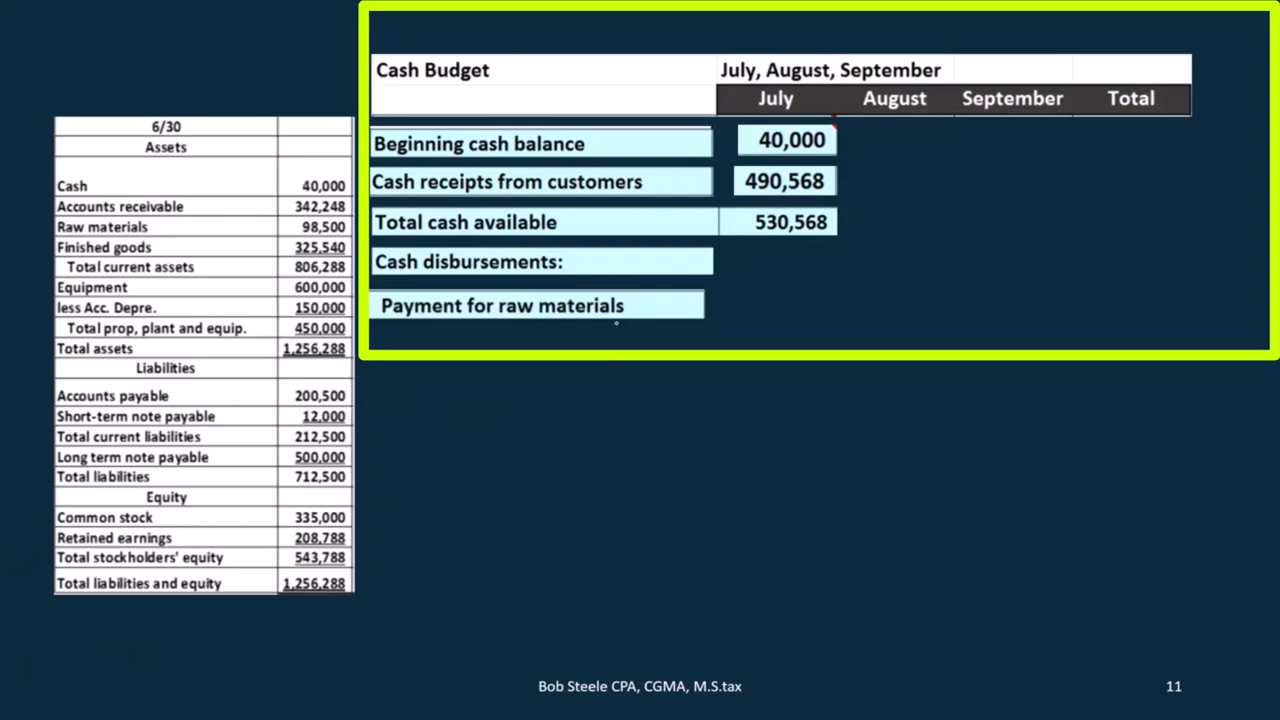 Cash Budget July, August, September
July August September Total
Beginning cash balance 40,000
Cash receipts from customers 490,568
Total cash available 530,568
Cash disbursements:
Payment for raw materials
6/30
Assets
Cash 40,000
Accounts receivable 342,248
Raw materials 98,500
Finished goods 325,540
Total current assets 806,288
Equipment 600,000
less Acc. Depre. 150,000
Total prop, plant and equip. 450,000
Total assets 1,256,288
Liabilities
Accounts payable 200,500
Short-term note payable 12,000
Total current liabilities 212,500
Long term note payable 500,000
Total liabilities 712,500
Equity
Common stock 335,000
Retained earnings 208,788
Total stockholders' equity 543,788
Total liabilities and equity 1,256,288
Bob Steele CPA, CGMA, M.S.tax 11